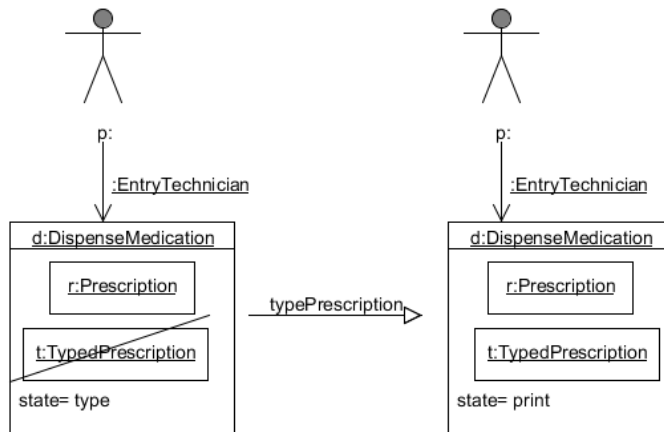 p:
:EntryTechnician
d:DispenseMedication
r:Prescription
t:TypedPrescription
state= type
typePrescription
p:
:EntryTechnician
d:DispenseMedication
r:Prescription
t:TypedPrescription
state= print